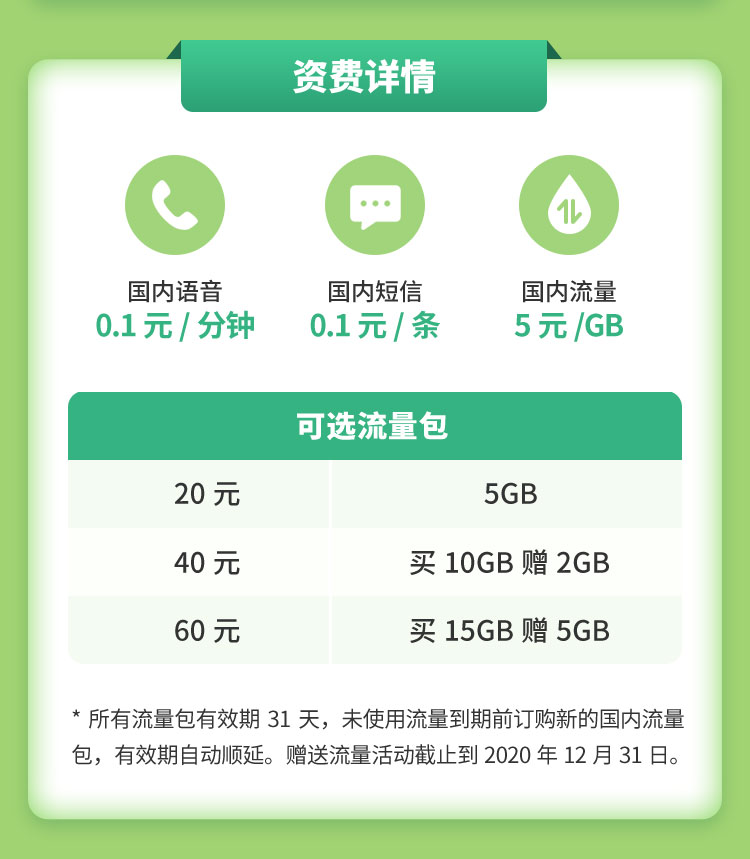 资费详情
国内语音
0.1 元 / 分钟
国内短信
0.1 元 / 条
国内流量
5 元 /GB
可选流量包
20 元
5GB
40 元
买 10GB 赠 2GB
60 元
买 15GB 赠 5GB
* 所有流量包有效期 31 天，未使用流量到期前订购新的国内流量
包，有效期自动顺延。赠送流量活动截止到 2020 年 12 月 31 日。